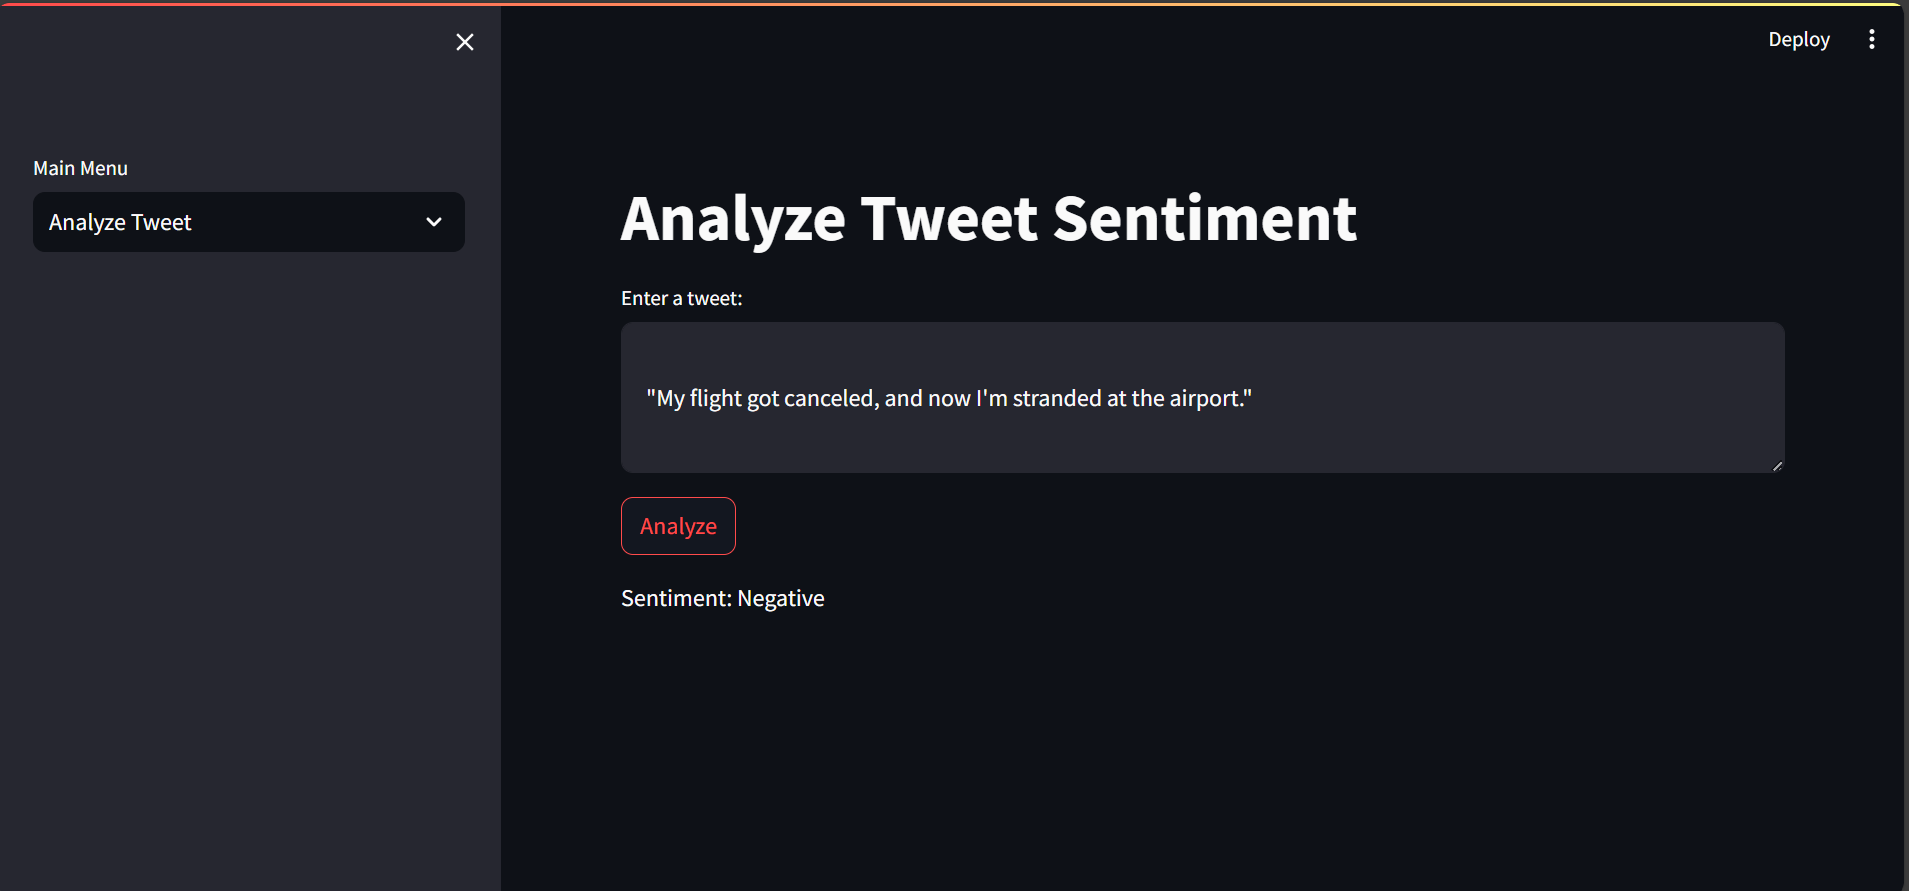 Deploy
Main Menu
Analyze Tweet
Analyze Tweet Sentiment
Enter a tweet:
"My flight got canceled, and now I'm stranded at the airport."
Analyze
Sentiment: Negative